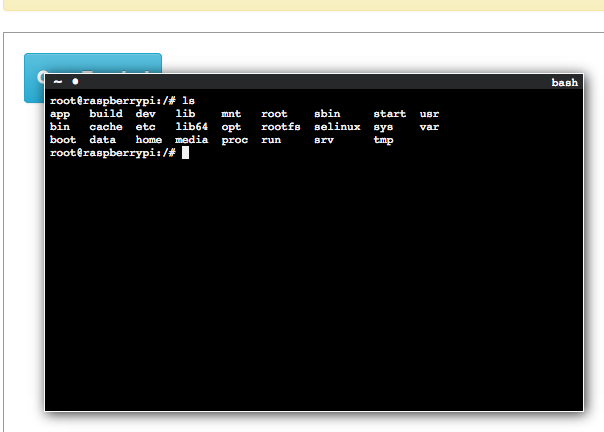 ~ bash
root@raspberrypi:/# ls
app build dev lib mnt root sbin start usr
bin cache etc lib64 opt rootfs selinux sys var
boot data home media proc run srv tmp
root@raspberrypi:/#